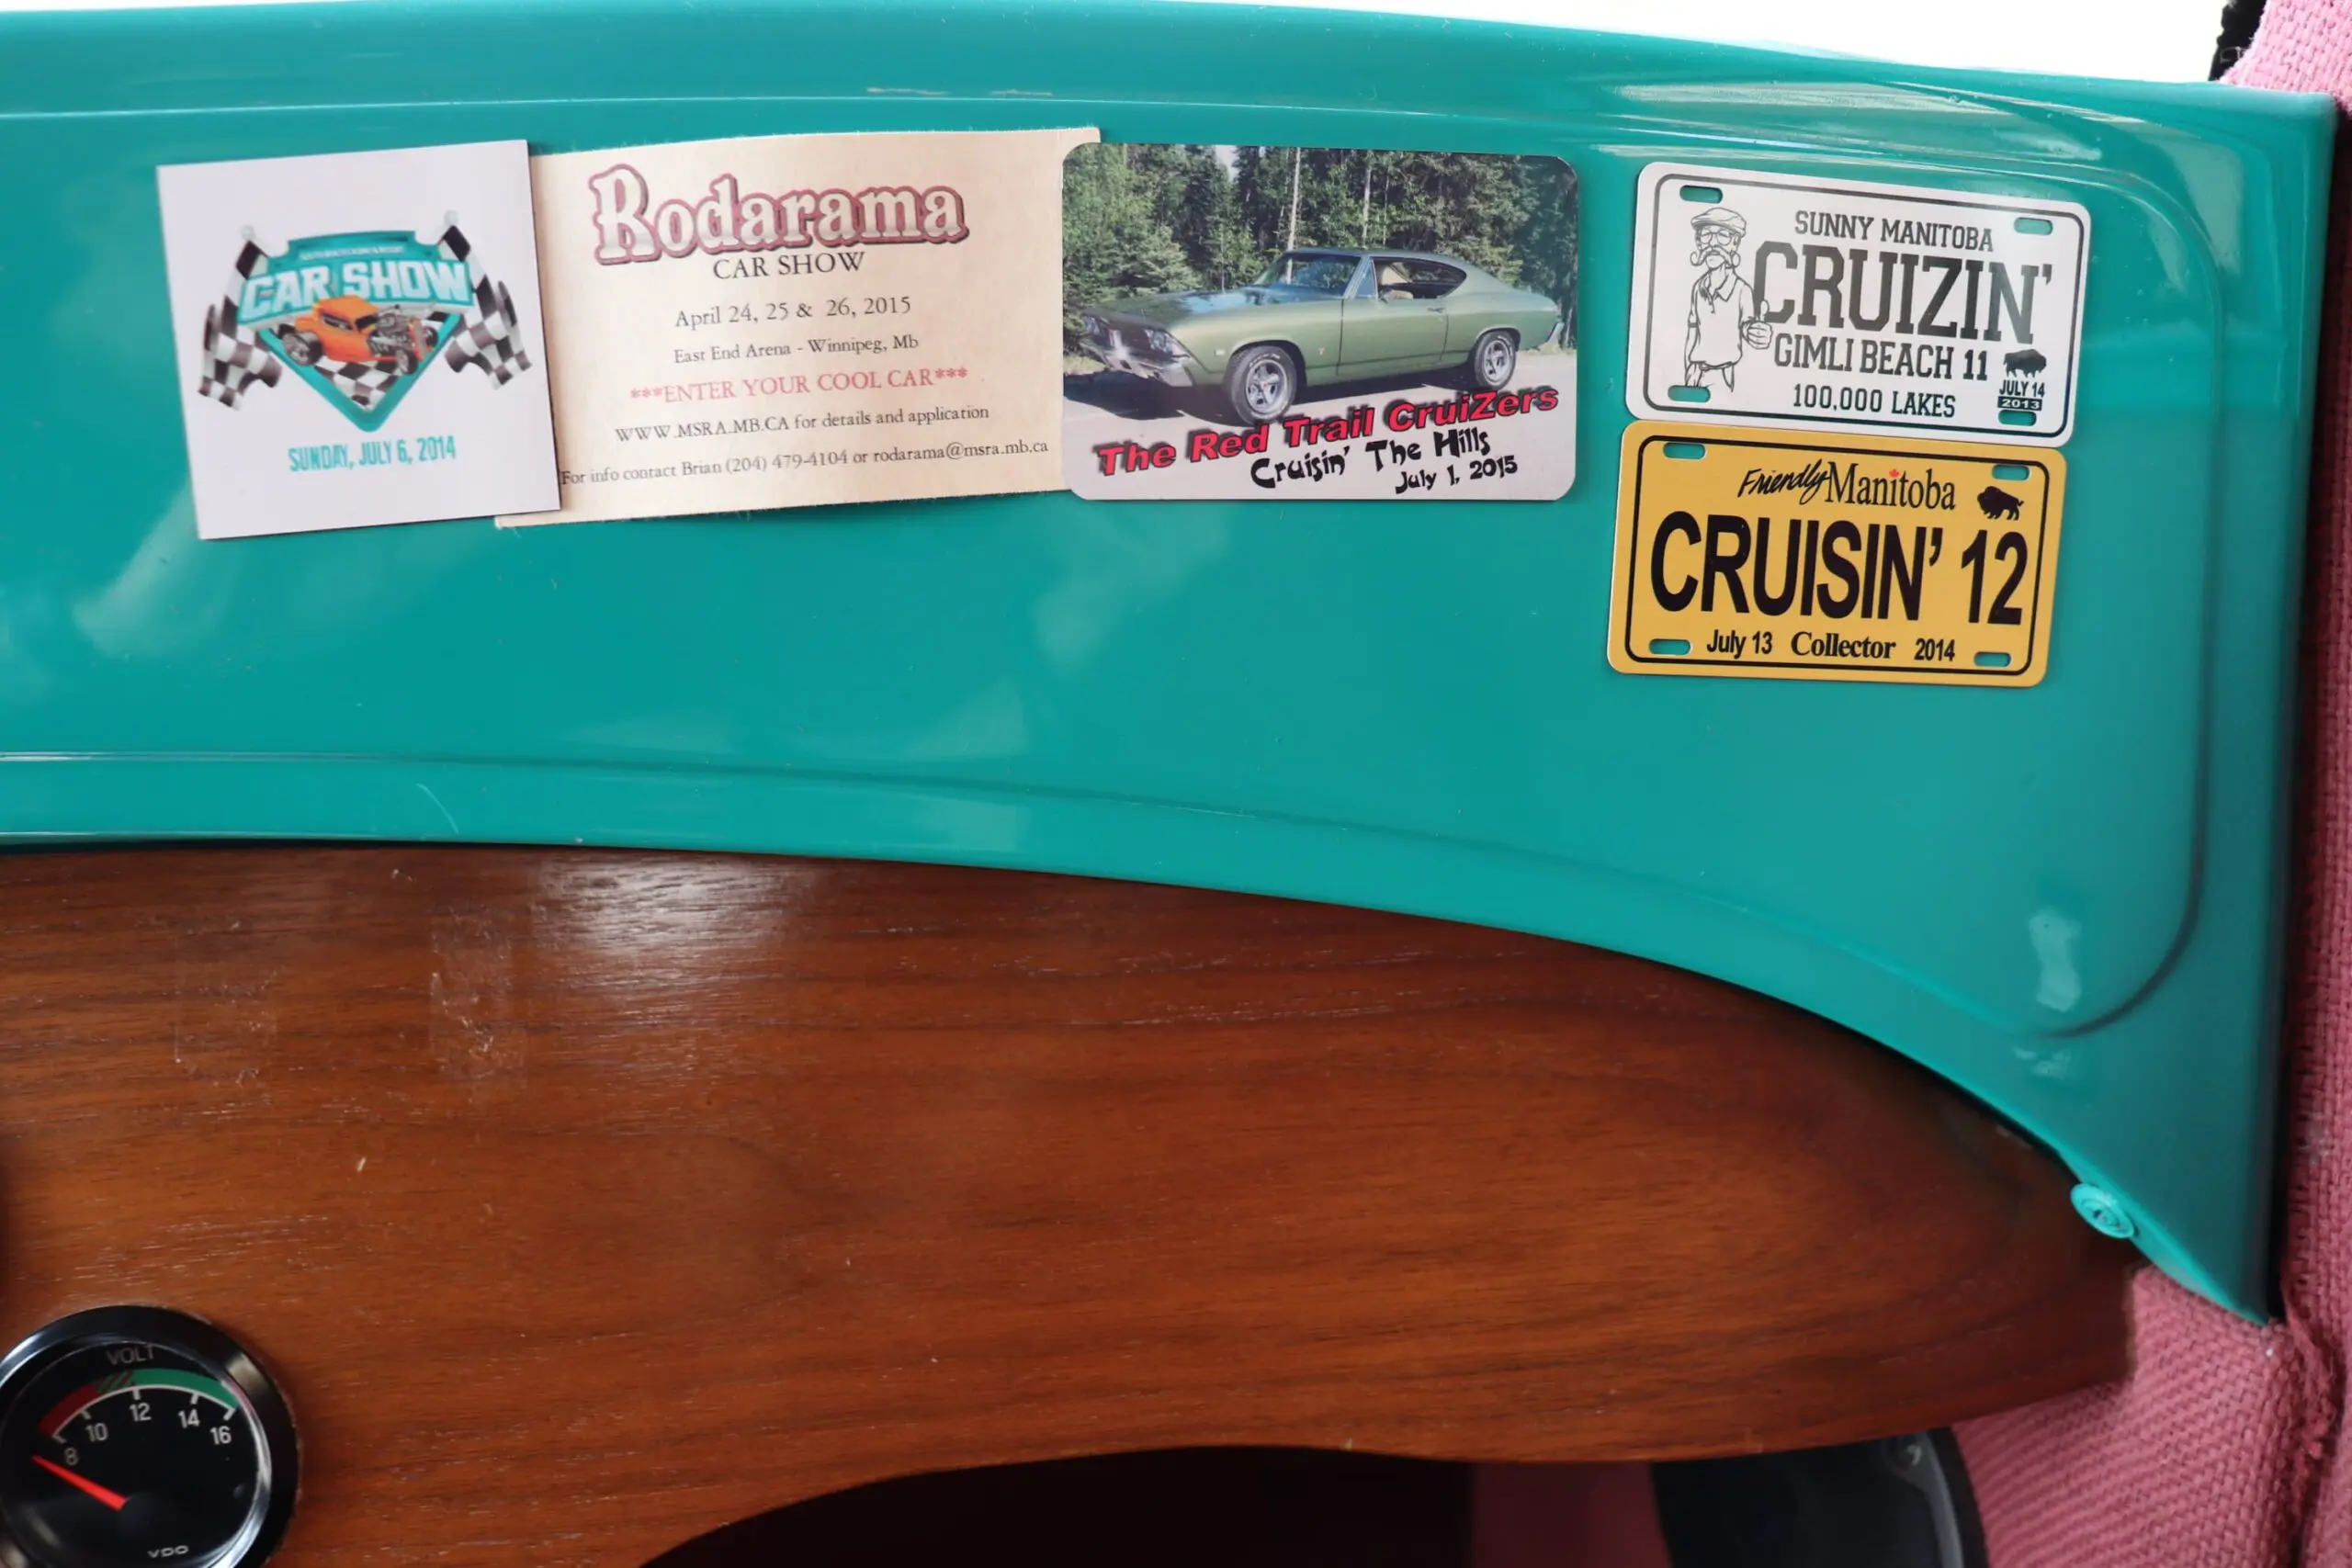 CAR SHOW
SUNDAY, JULY 6, 2014
Rodarama
CAR SHOW
April 24, 25 & 26, 2015
East End Arena - Winnipeg, Mb
***ENTER YOUR COOL CAR***
WWW.MSRA.MB.CA for details and application
For info contact Brian (204) 479-4104 or rodarama@msra.mb.ca
The Red Trail CruiZers
Cruisin' The Hills
July 1, 2015
SUNNY MANITOBA
CRUIZIN'
GIMLI BEACH 11
100,000 LAKES
JULY 14
2013
Friendly Manitoba
CRUISIN' 12
July 13 Collector 2014
VOLT
8 10 12 14 16
VDO